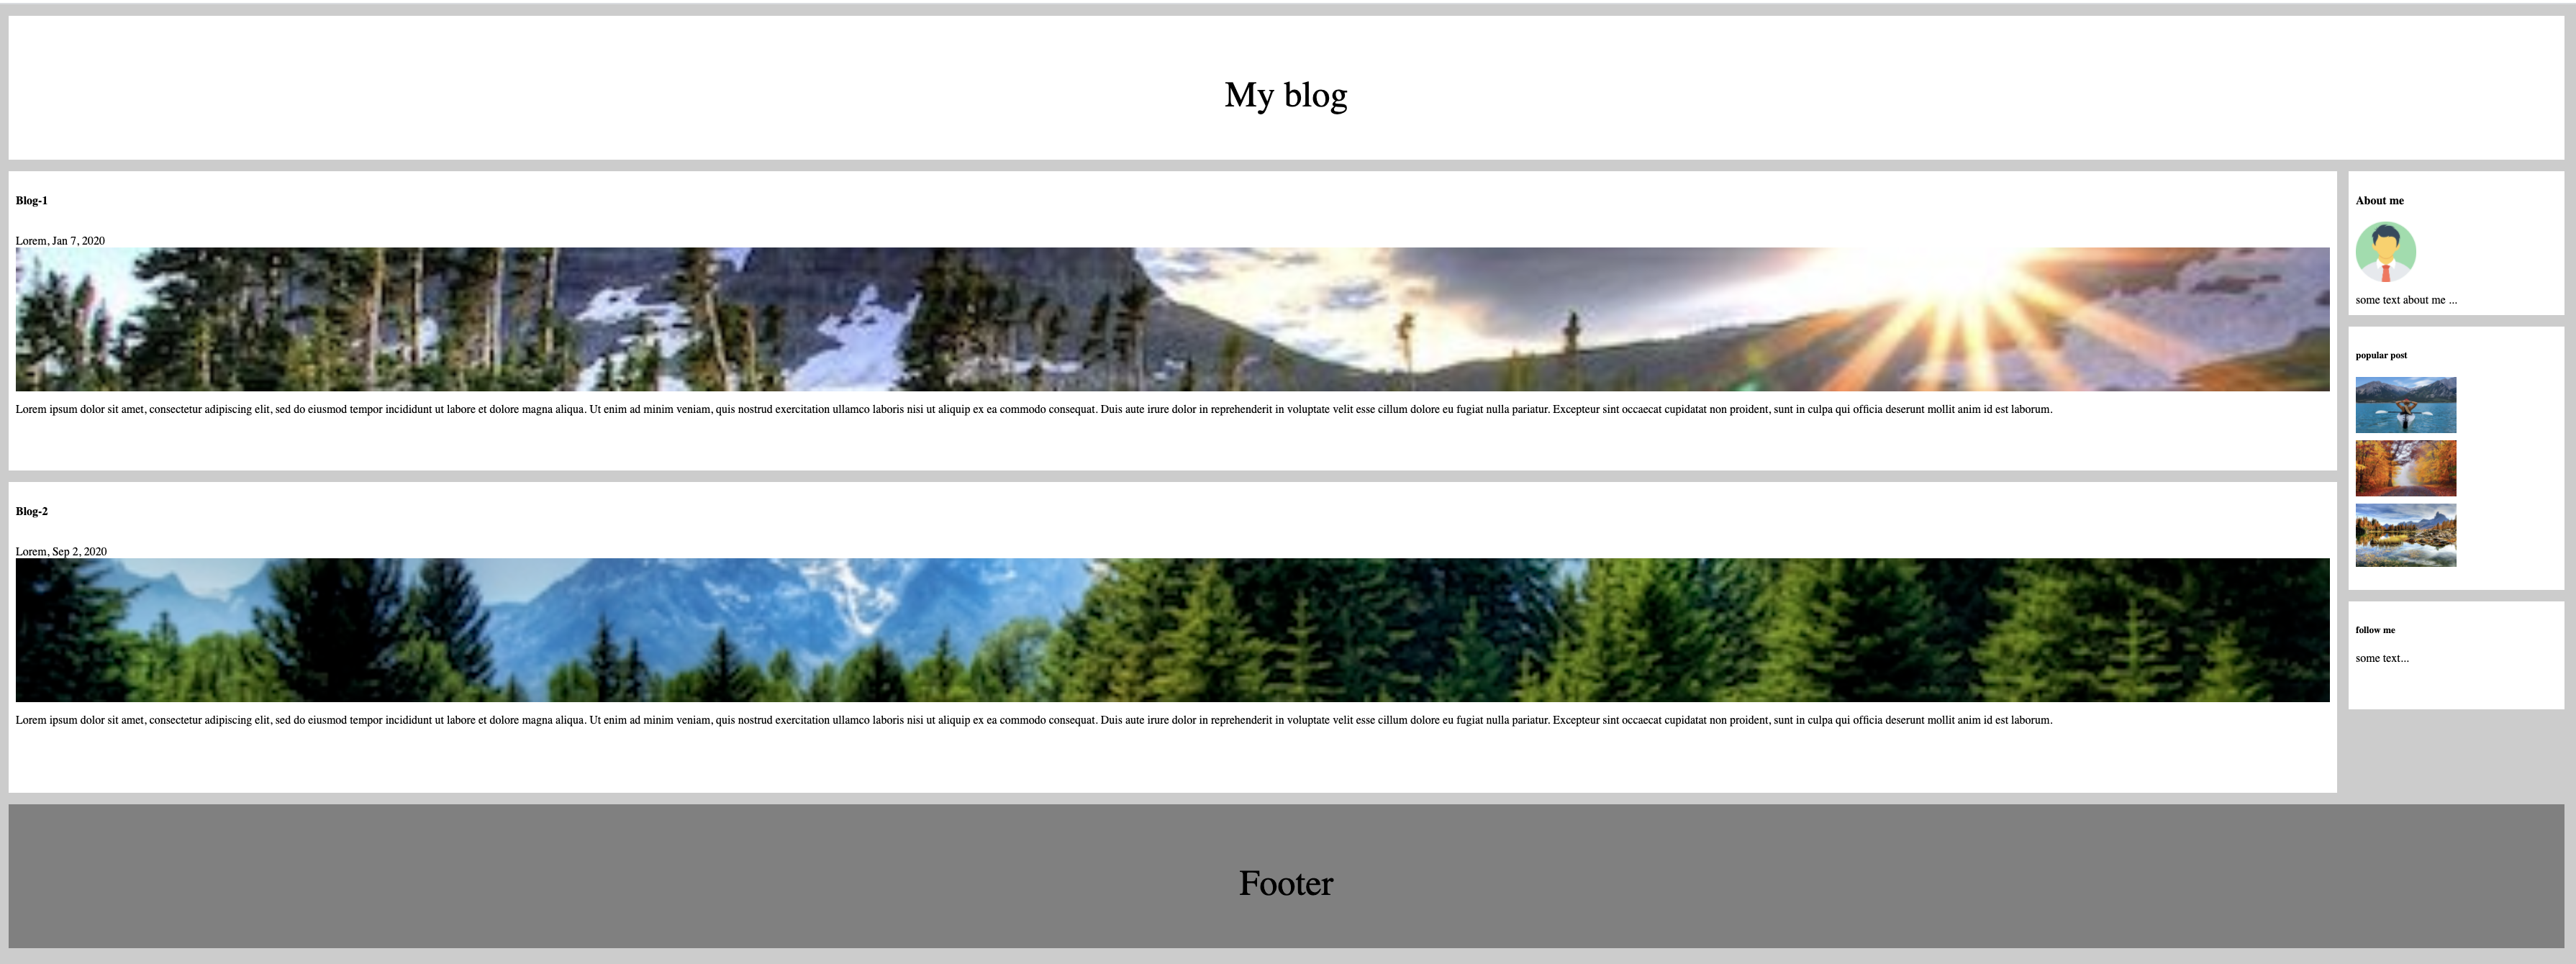 My blog
Blog-1
Lorem, Jan 7, 2020
Lorem ipsum dolor sit amet, consectetur adipiscing elit, sed do eiusmod tempor incididunt ut labore et dolore magna aliqua. Ut enim ad minim veniam, quis nostrud exercitation ullamco laboris nisi ut aliquip ex ea commodo consequat. Duis aute irure dolor in reprehenderit in voluptate velit esse cillum dolore eu fugiat nulla pariatur. Excepteur sint occaecat cupidatat non proident, sunt in culpa qui officia deserunt mollit anim id est laborum.
Blog-2
Lorem, Sep 2, 2020
Lorem ipsum dolor sit amet, consectetur adipiscing elit, sed do eiusmod tempor incididunt ut labore et dolore magna aliqua. Ut enim ad minim veniam, quis nostrud exercitation ullamco laboris nisi ut aliquip ex ea commodo consequat. Duis aute irure dolor in reprehenderit in voluptate velit esse cillum dolore eu fugiat nulla pariatur. Excepteur sint occaecat cupidatat non proident, sunt in culpa qui officia deserunt mollit anim id est laborum.
About me
some text about me ...
popular post
follow me
some text...
Footer